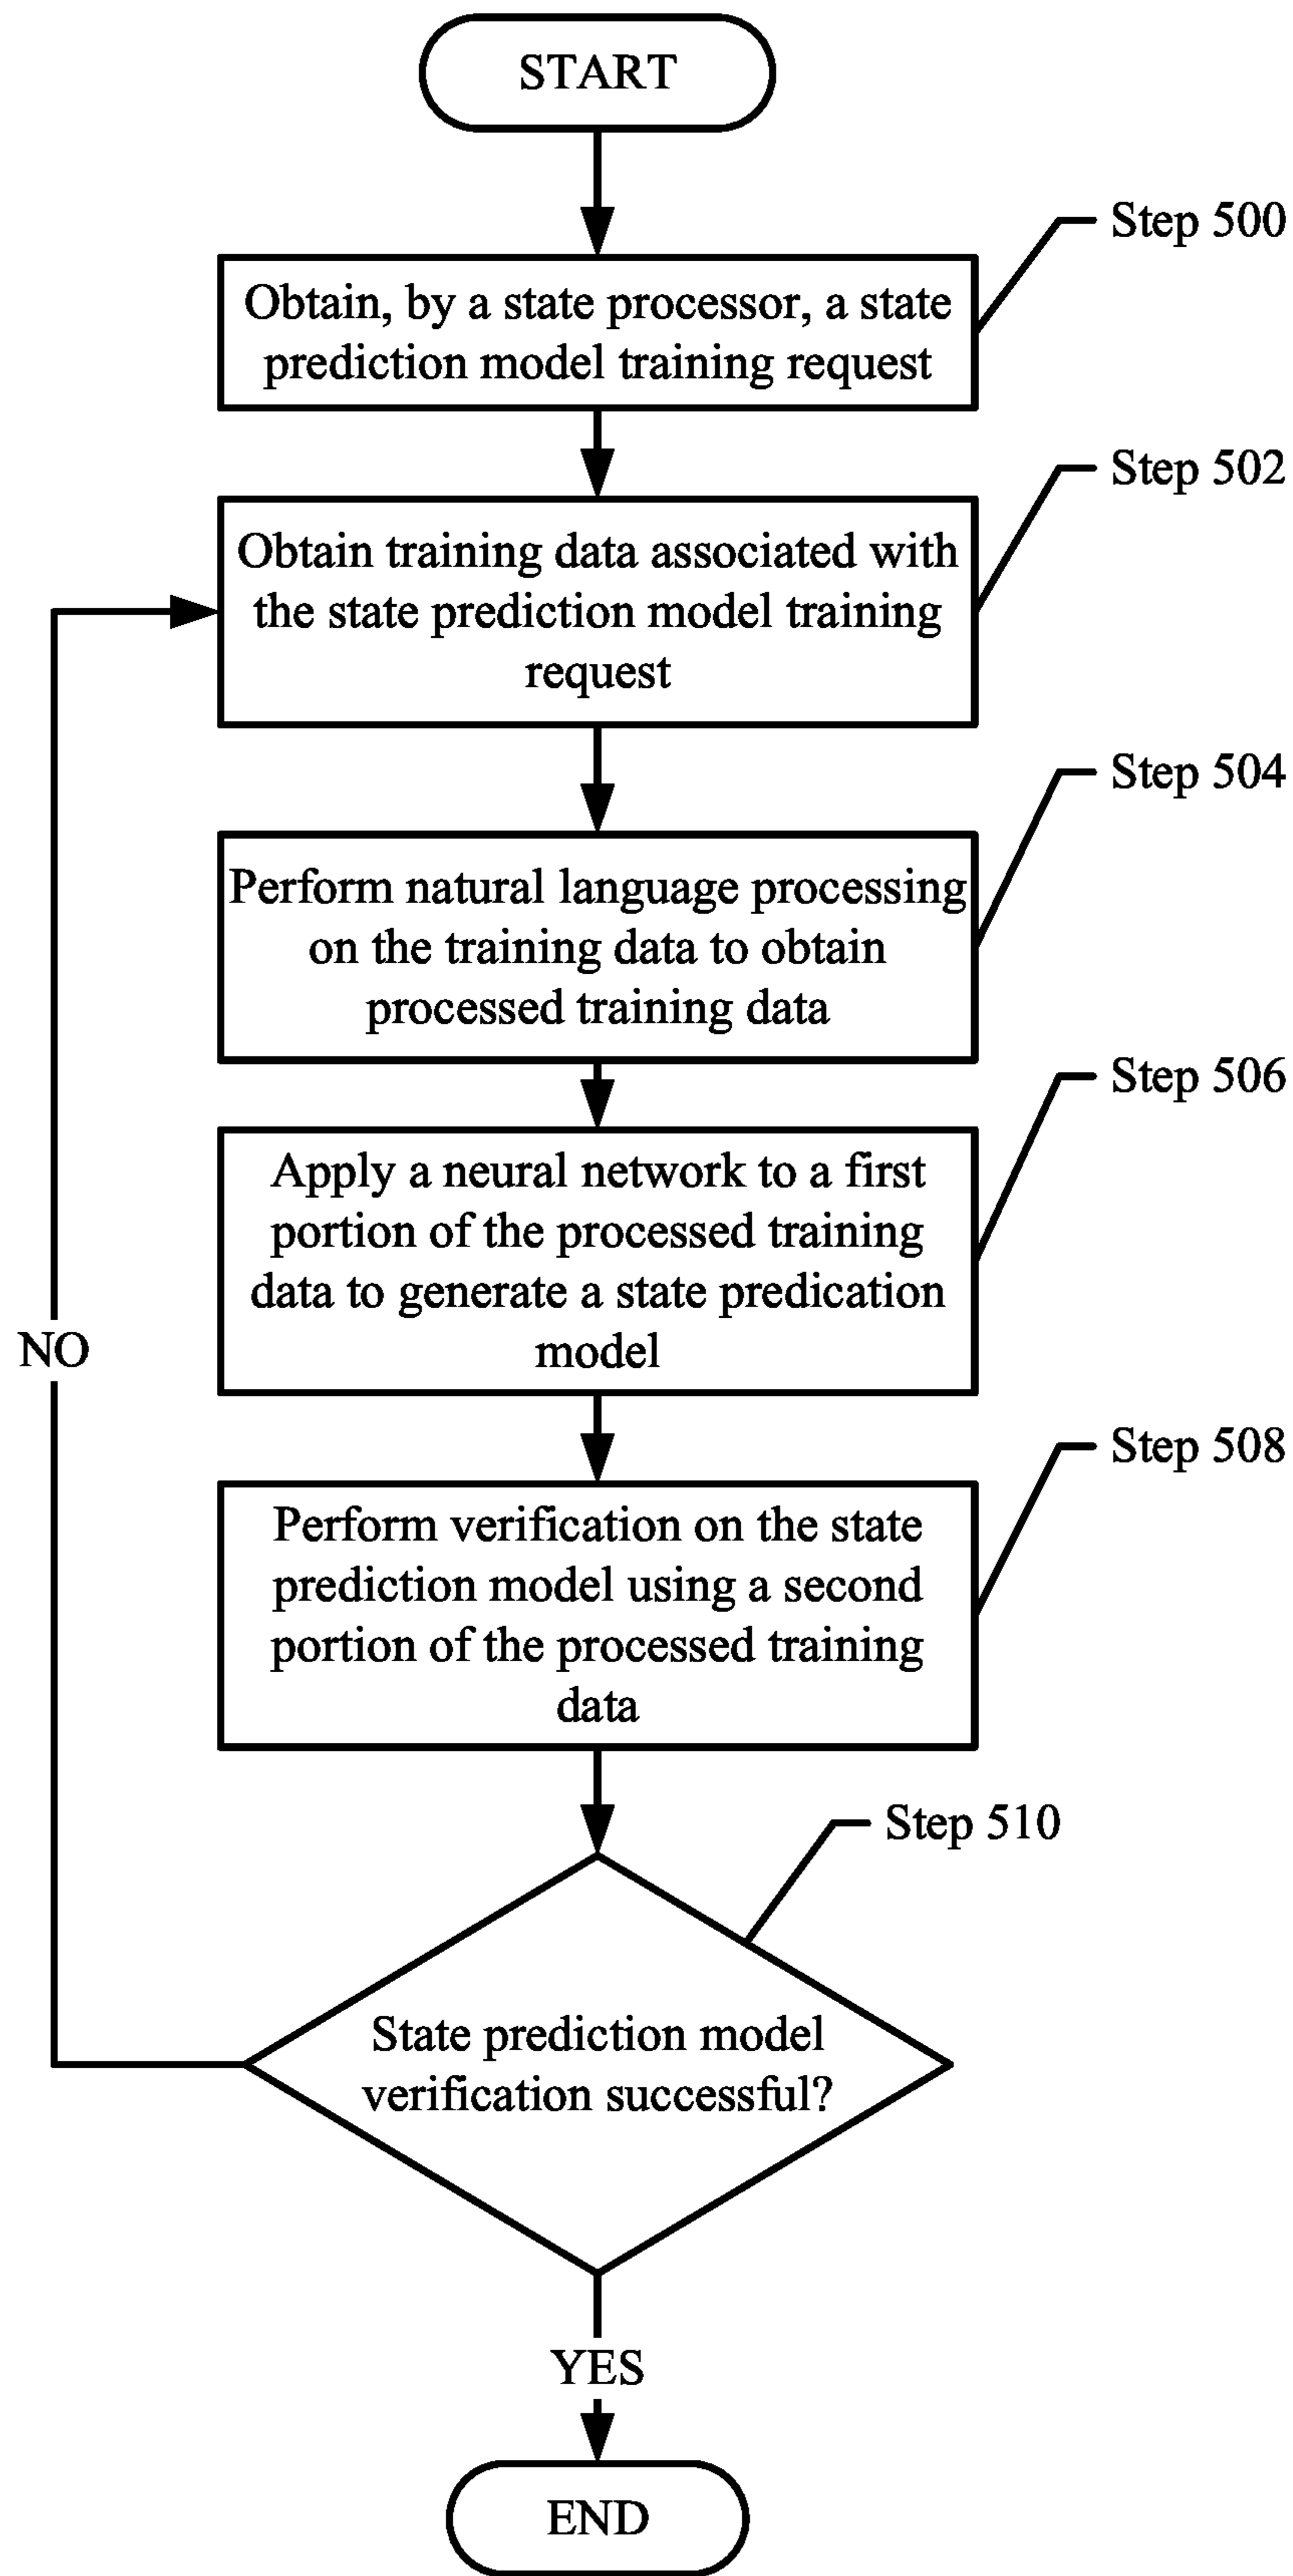 START
Step 500
Obtain, by a state processor, a state
prediction model training request
Step 502
Obtain training data associated with
the state prediction model training
request
Step 504
Perform natural language processing
on the training data to obtain
processed training data
Step 506
Apply a neural network to a first
portion of the processed training
data to generate a state predication
model
NO
Step 508
Perform verification on the state
prediction model using a second
portion of the processed training
data
Step 510
State prediction model
verification successful?
YES
END